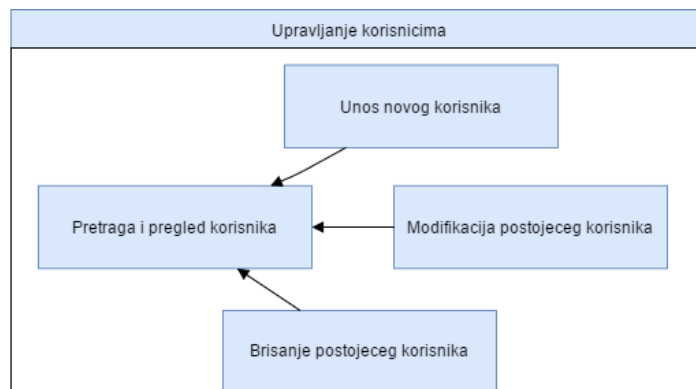 Upravljanje korisnicima
Unos novog korisnika
Pretraga i pregled korisnika
Modifikacija postojeceg korisnika
Brisanje postojeceg korisnika